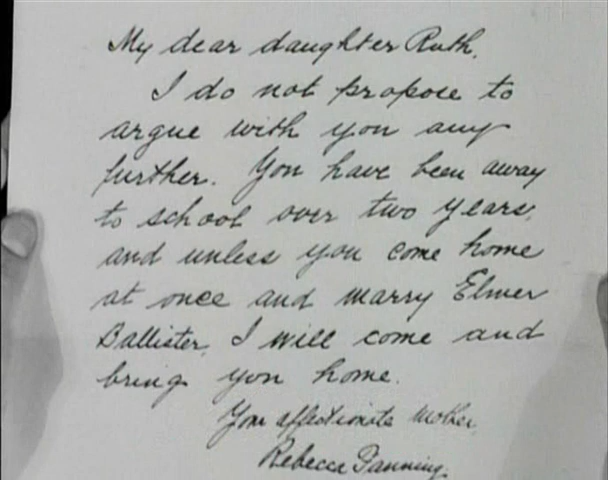 My dear daughter Ruth.
I do not propose to
argue with you any
further. You have been away
to school over two years,
and unless you come home
at once and marry Elmer
Ballister, I will come and
bring you home.
Your affectionate mother,
Rebecca Fanning.